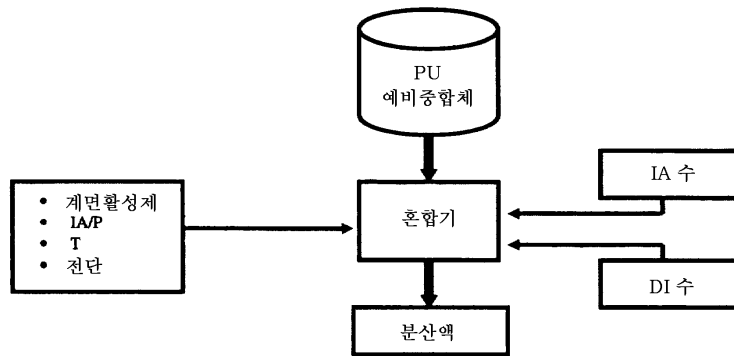 PU
예비중합체
• 계면활성제
• IA/P
• T
• 전단
혼합기
IA 수
DI 수
분산액